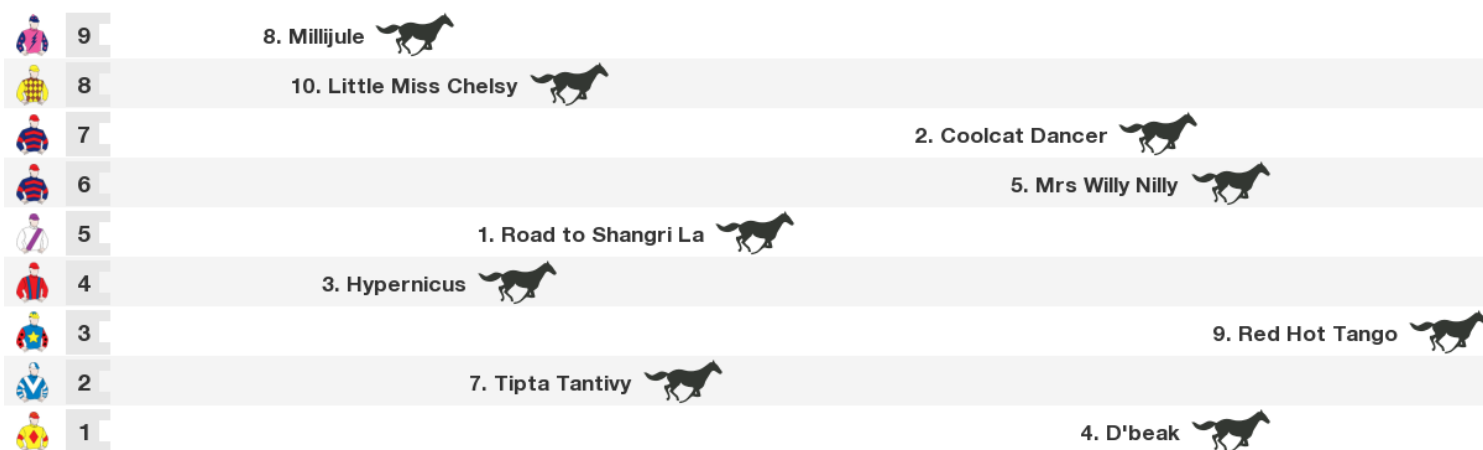 9 8. Millijule
8 10. Little Miss Chelsy
7 2. Coolcat Dancer
6 5. Mrs Willy Nilly
5 1. Road to Shangri La
4 3. Hypernicus
3 9. Red Hot Tango
2 7. Tipta Tantivy
1 4. D'beak